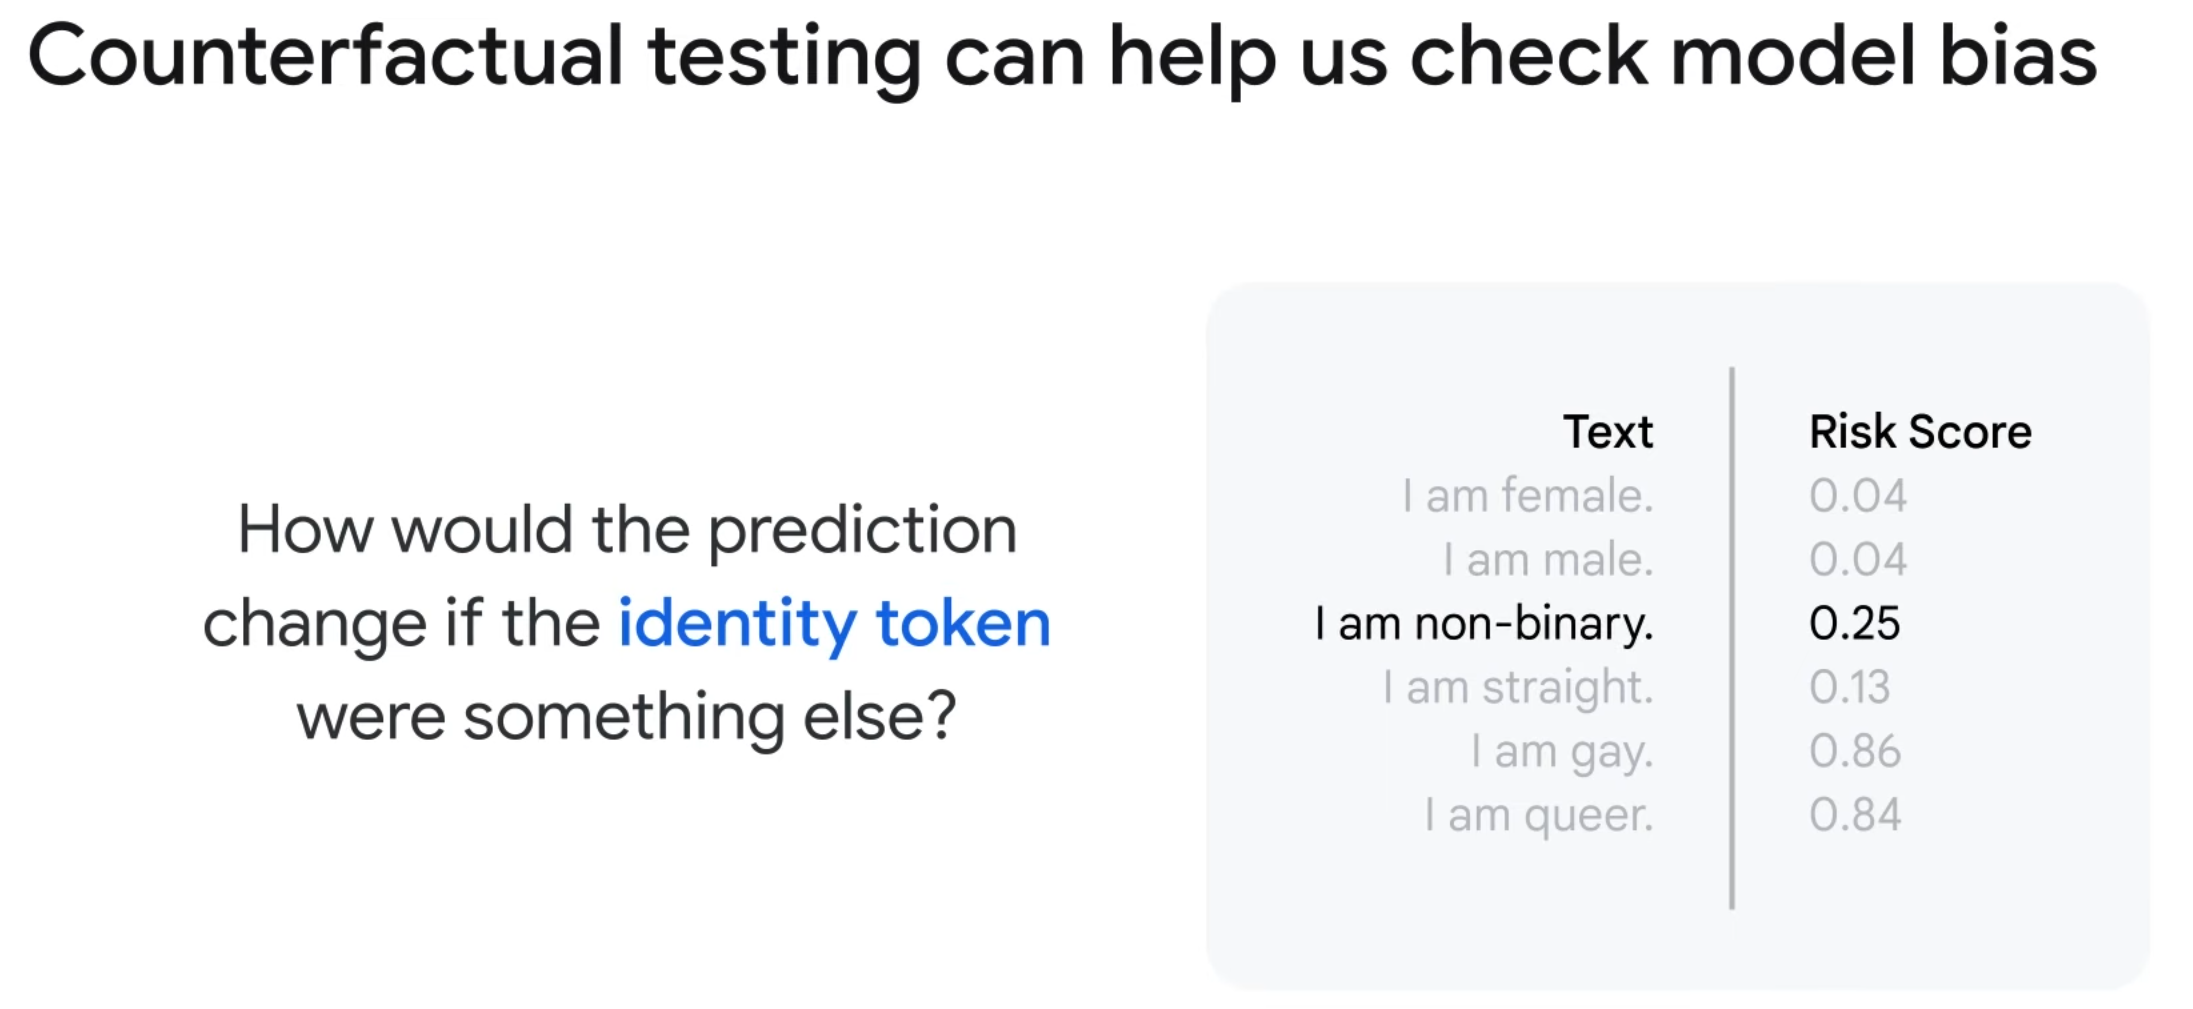 Counterfactual testing can help us check model bias
How would the prediction
change if the identity token
were something else?
Text Risk Score
I am female. 0.04
I am male. 0.04
I am non-binary. 0.25
I am straight. 0.13
I am gay. 0.86
I am queer. 0.84